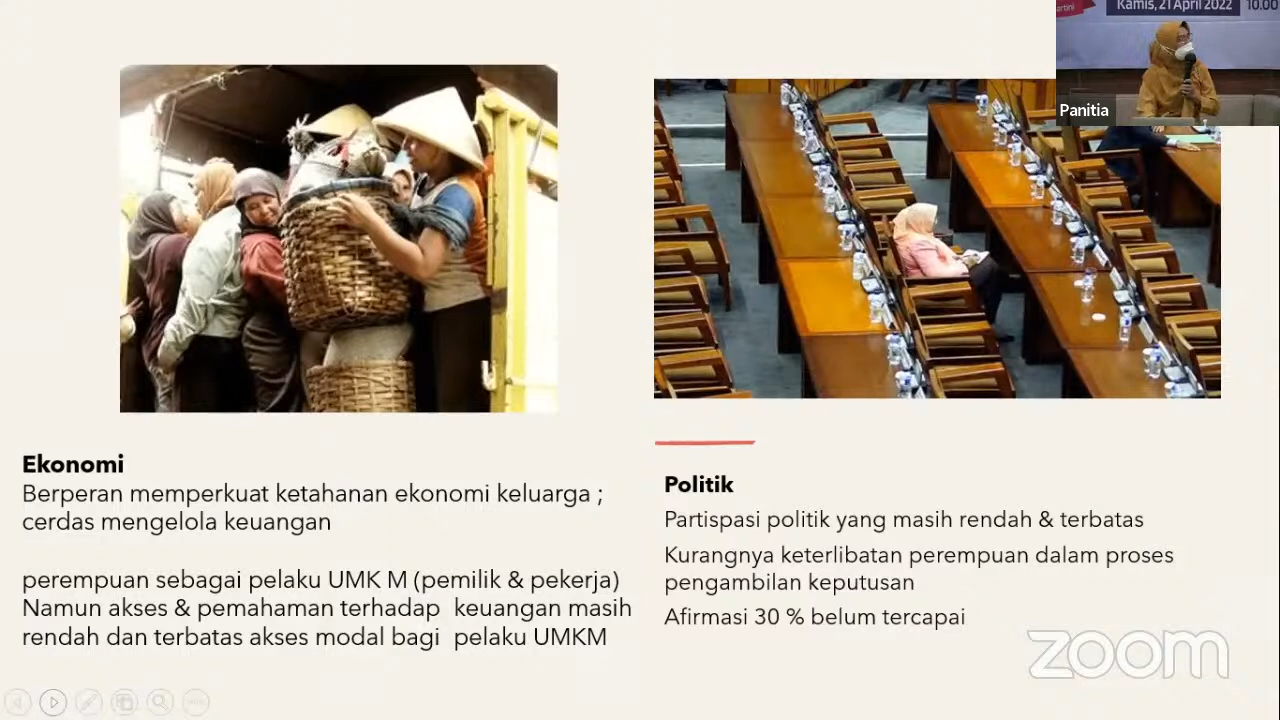 Kamis, 21 April 2022
10.00
Panitia
Ekonomi
Berperan memperkuat ketahanan ekonomi keluarga ;
cerdas mengelola keuangan
perempuan sebagai pelaku UMK M (pemilik & pekerja)
Namun akses & pemahaman terhadap keuangan masih
rendah dan terbatas akses modal bagi pelaku UMKM
Politik
Partispasi politik yang masih rendah & terbatas
Kurangnya keterlibatan perempuan dalam proses
pengambilan keputusan
Afirmasi 30 % belum tercapai
zoom